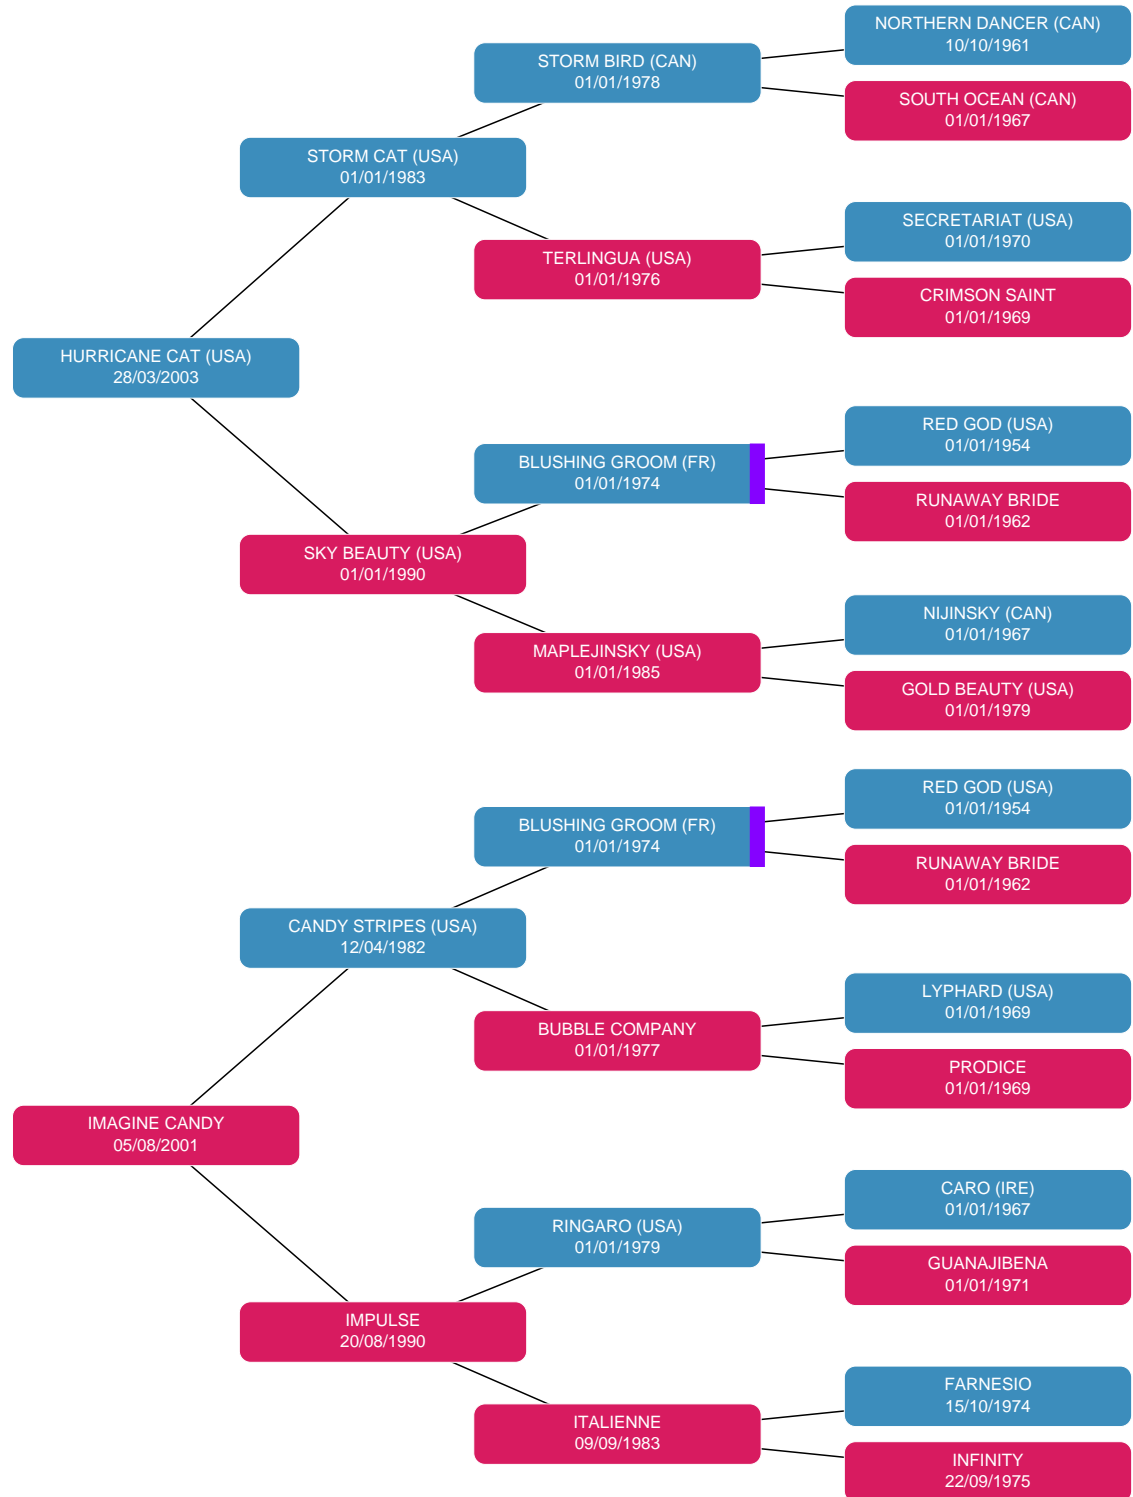 NORTHERN DANCER (CAN)
10/10/1961
STORM BIRD (CAN)
01/01/1978
SOUTH OCEAN (CAN)
01/01/1967
STORM CAT (USA)
01/01/1983
SECRETARIAT (USA)
01/01/1970
TERLINGUA (USA)
01/01/1976
CRIMSON SAINT
01/01/1969
HURRICANE CAT (USA)
28/03/2003
RED GOD (USA)
01/01/1954
BLUSHING GROOM (FR)
01/01/1974
RUNAWAY BRIDE
01/01/1962
SKY BEAUTY (USA)
01/01/1990
NIJINSKY (CAN)
01/01/1967
MAPLEJINSKY (USA)
01/01/1985
GOLD BEAUTY (USA)
01/01/1979
RED GOD (USA)
01/01/1954
BLUSHING GROOM (FR)
01/01/1974
RUNAWAY BRIDE
01/01/1962
CANDY STRIPES (USA)
12/04/1982
LYPHARD (USA)
01/01/1969
BUBBLE COMPANY
01/01/1977
PRODICE
01/01/1969
IMAGINE CANDY
05/08/2001
CARO (IRE)
01/01/1967
RINGARO (USA)
01/01/1979
GUANAJIBENA
01/01/1971
IMPULSE
20/08/1990
FARNESIO
15/10/1974
ITALIENNE
09/09/1983
INFINITY
22/09/1975